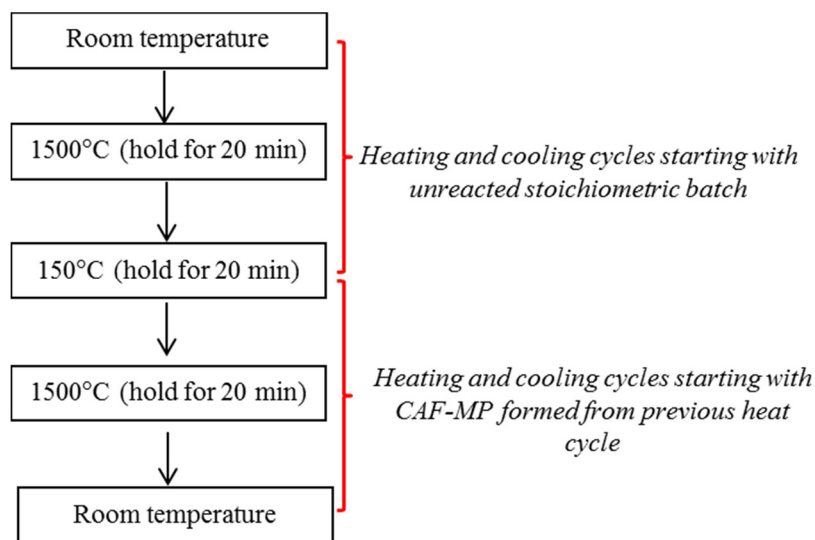 Room temperature
1500°C (hold for 20 min)
Heating and cooling cycles starting with
unreacted stoichiometric batch
150°C (hold for 20 min)
1500°C (hold for 20 min)
Heating and cooling cycles starting with
CAF-MP formed from previous heat
cycle
Room temperature